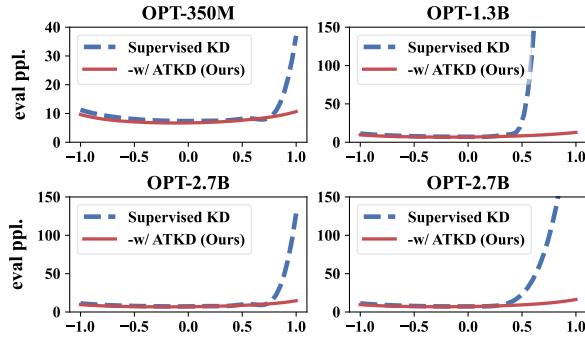 OPT-350M
OPT-1.3B
eval ppl.
40
30
20
10
0
Supervised KD
-w/ ATKD (Ours)
−1.0 −0.5 0.0 0.5 1.0
150
100
50
0
Supervised KD
-w/ ATKD (Ours)
−1.0 −0.5 0.0 0.5 1.0
OPT-2.7B
OPT-2.7B
eval ppl.
150
100
50
0
Supervised KD
-w/ ATKD (Ours)
−1.0 −0.5 0.0 0.5 1.0
150
100
50
0
Supervised KD
-w/ ATKD (Ours)
−1.0 −0.5 0.0 0.5 1.0